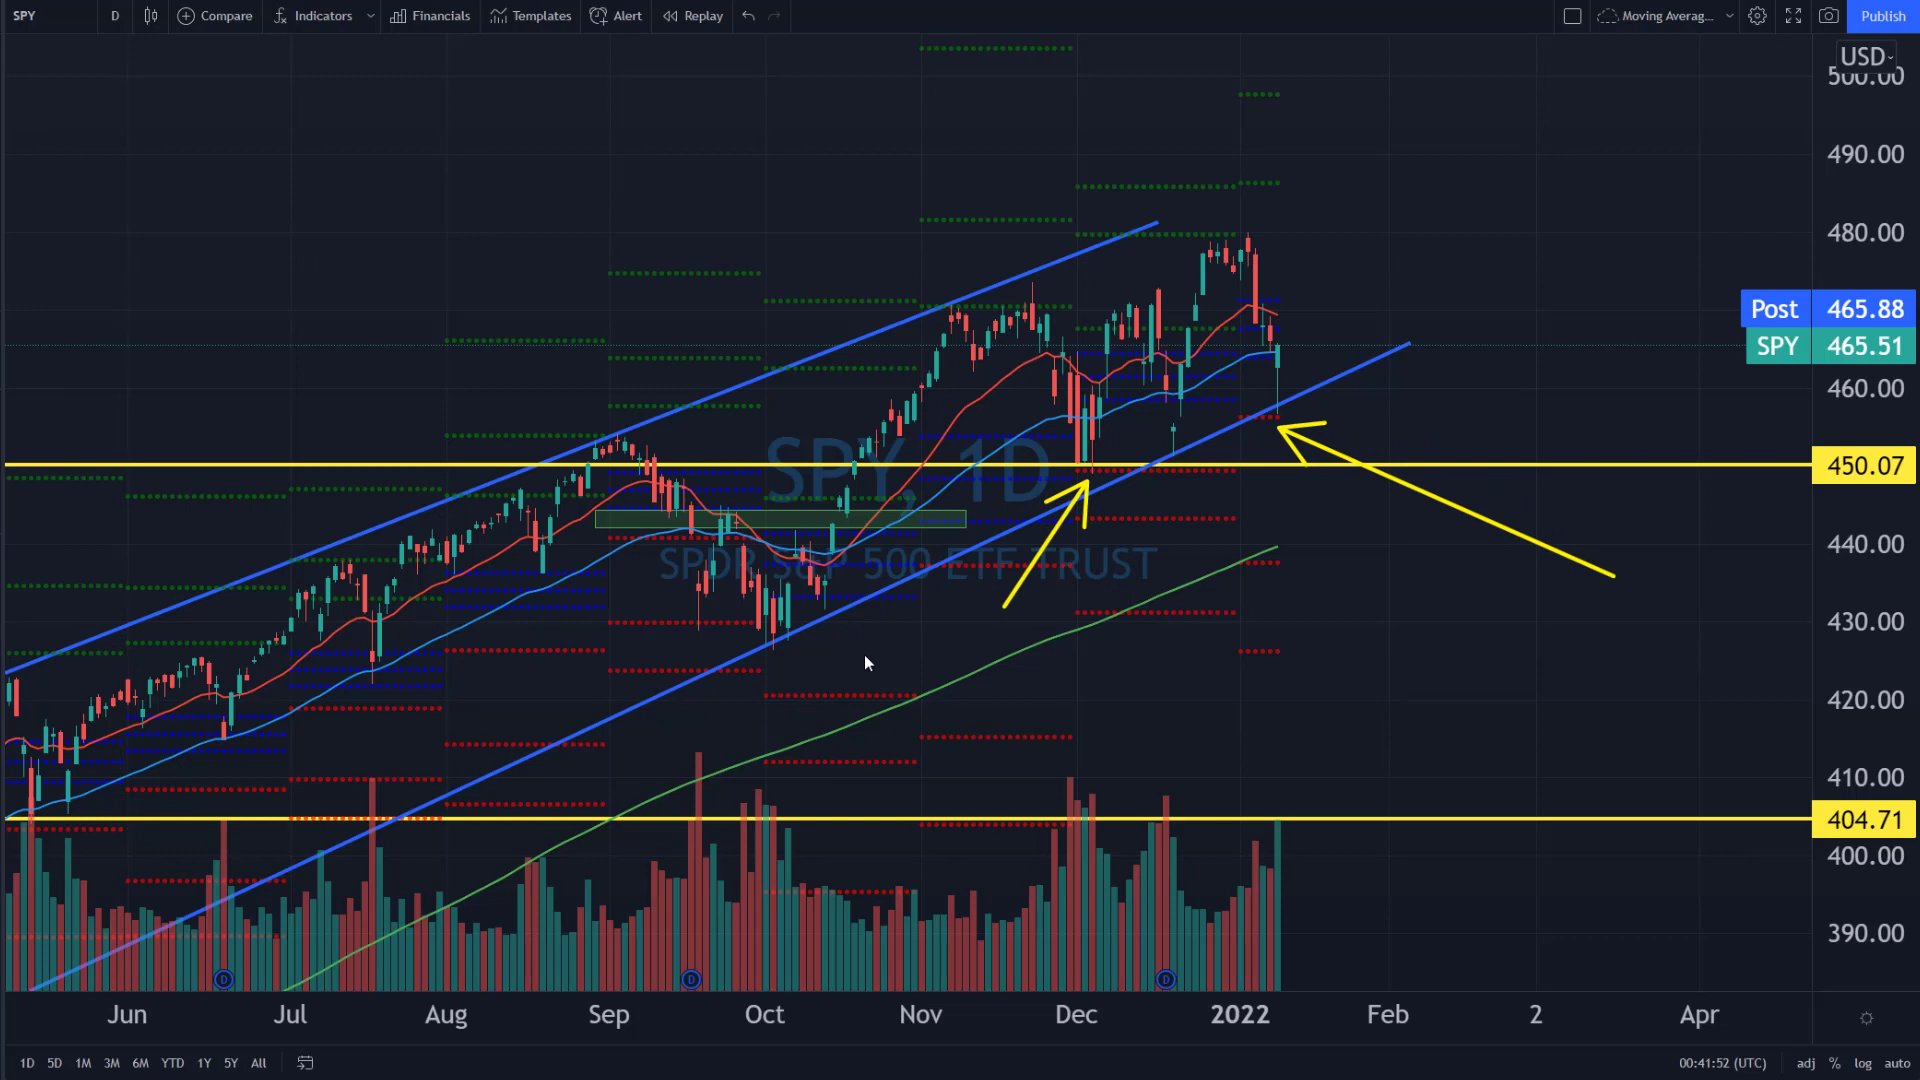 SPY D Compare Indicators Financials Templates Alert Replay Moving Averag... Publish
USD
500.00
490.00
480.00
Post 465.88
SPY 465.51
460.00
SPY, 1D
450.07
440.00
SPDR S&P 500 ETF TRUST
430.00
420.00
410.00
404.71
400.00
390.00
D D D
Jun Jul Aug Sep Oct Nov Dec 2022 Feb 2 Apr
1D 5D 1M 3M 6M YTD 1Y 5Y All 00:41:52 (UTC) adj % log auto